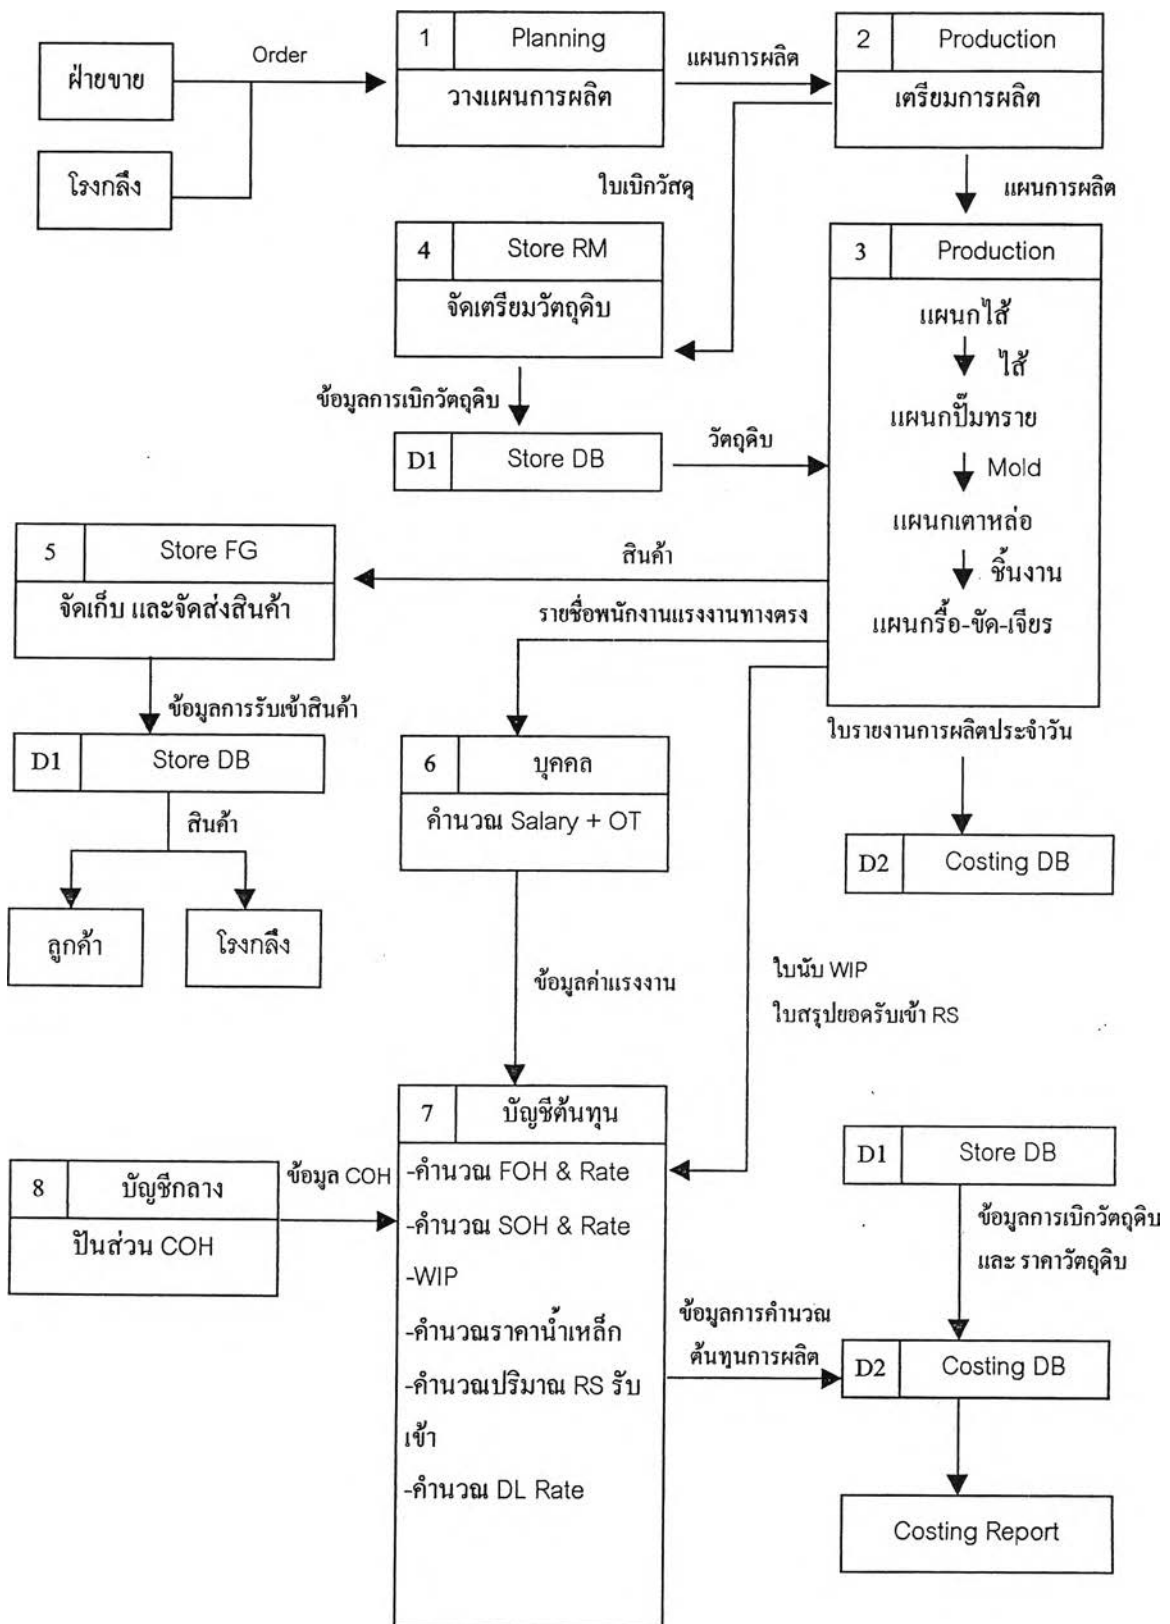 ฝ่ายขาย
โรงกลึง
Order
1 Planning
วางแผนการผลิต
แผนการผลิต
2 Production
เตรียมการผลิต
ใบเบิกวัสดุ
แผนการผลิต
4 Store RM
จัดเตรียมวัตถุดิบ
ข้อมูลการเบิกวัตถุดิบ
D1 Store DB
วัตถุดิบ
3 Production
แผนกไส้
ไส้
แผนกปั๊มทราย
Mold
แผนกเตาหล่อ
ชิ้นงาน
แผนกรื้อ-ขัด-เจียร
5 Store FG
จัดเก็บ และจัดส่งสินค้า
สินค้า
รายชื่อพนักงานแรงงานทางตรง
ข้อมูลการรับเข้าสินค้า
D1 Store DB
สินค้า
ลูกค้า
โรงกลึง
6 บุคคล
คำนวณ Salary + OT
ใบรายงานการผลิตประจำวัน
D2 Costing DB
ข้อมูลค่าแรงงาน
ใบนับ WIP
ใบสรุปยอดรับเข้า RS
8 บัญชีกลาง
ปันส่วน COH
ข้อมูล COH
7 บัญชีต้นทุน
-คำนวณ FOH & Rate
-คำนวณ SOH & Rate
-WIP
-คำนวณราคาน้ำเหล็ก
-คำนวณปริมาณ RS รับ
เข้า
-คำนวณ DL Rate
ข้อมูลการคำนวณ
ต้นทุนการผลิต
D1 Store DB
ข้อมูลการเบิกวัตถุดิบ
และ ราคาวัตถุดิบ
D2 Costing DB
Costing Report